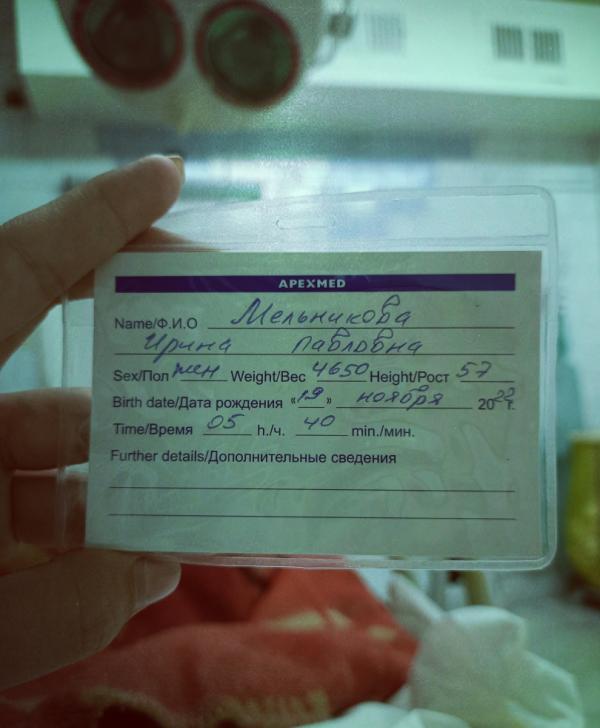 APEXMED
Name/Ф.И.О Мельникова
Ирина Павловна
Sex/Пол жен Weight/Вес 4650 Height/Рост 57
Birth date/Дата рождения «19» ноября 2022г.
Time/Время 05 h./ч. 40 min./мин.
Further details/Дополнительные сведения